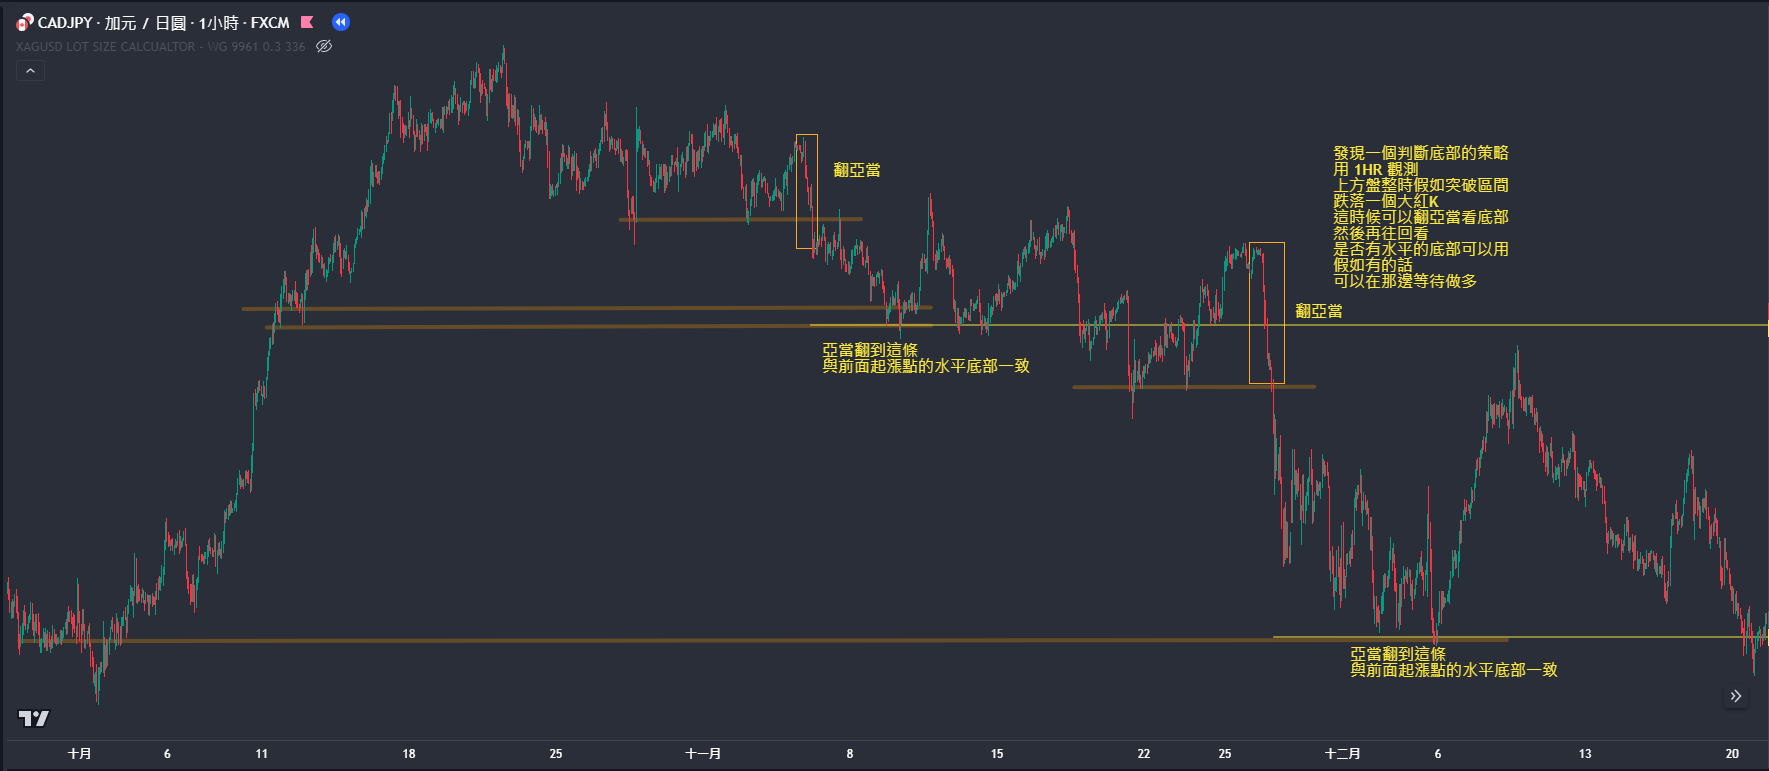 CADJPY · 加元 / 日圓 · 1小時 · FXCM
XAGUSD LOT SIZE CALCUALTOR - WG 9961 0.3 336
翻亞當
發現一個判斷底部的策略
用 1HR 觀測
上方盤整時假如突破區間
跌落一個大紅K
這時候可以翻亞當看底部
然後再往回看
是否有水平的底部可以用
假如有的話
可以在那邊等待做多
翻亞當
亞當翻到這條
與前面起漲點的水平底部一致
亞當翻到這條
與前面起漲點的水平底部一致
十月 6 11 18 25 十一月 8 15 22 25 十二月 6 13 20